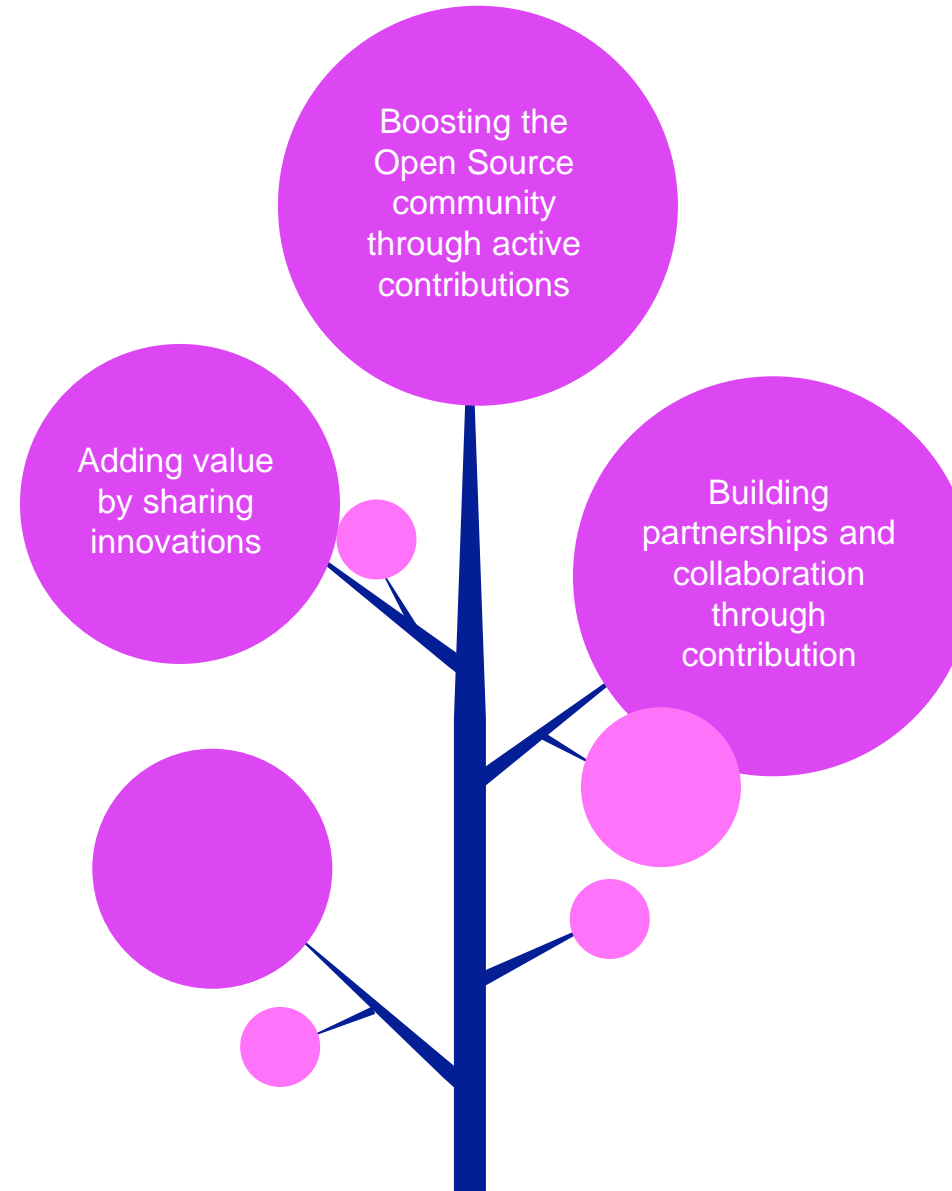 Boosting the
Open Source
community
through active
contributions
Adding value
by sharing
innovations
Building
partnerships and
collaboration
through
contribution